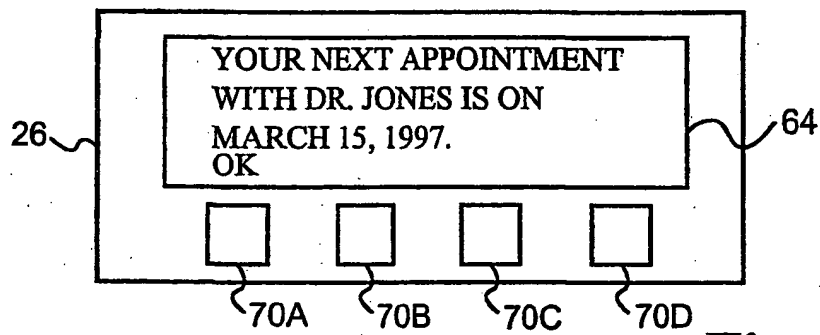 YOUR NEXT APPOINTMENT
WITH DR. JONES IS ON
MARCH 15, 1997.
OK
26
64
70A 70B 70C 70D